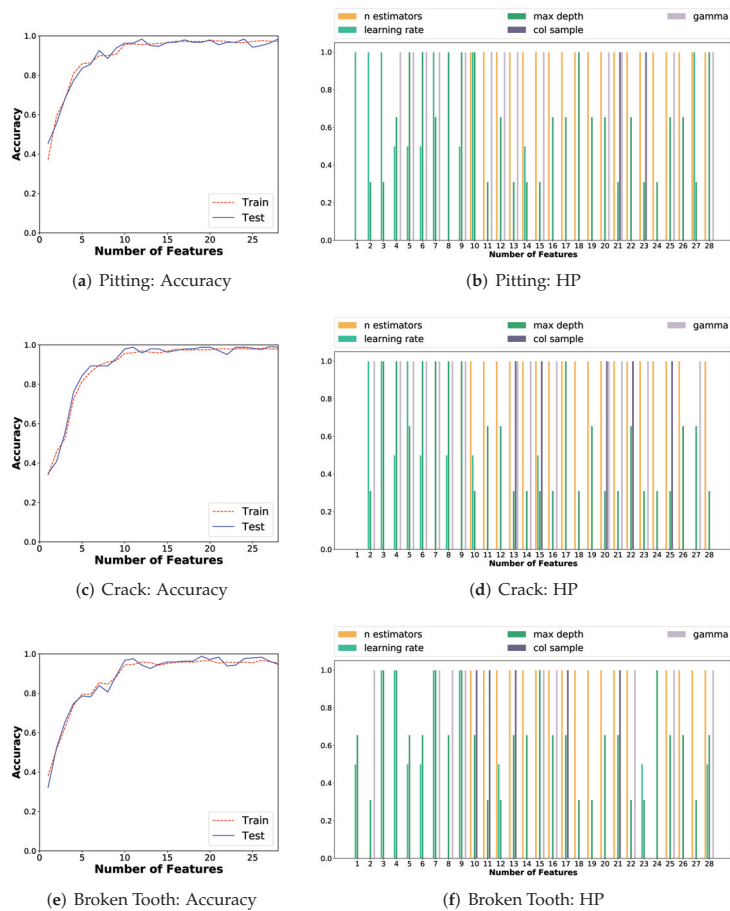 1.0
0.8
0.6
0.4
0.2
0.0
Accuracy
Train
Test
0 5 10 15 20 25
Number of Features
(a) Pitting: Accuracy
n estimators max depth gamma
learning rate col sample
1.0
0.8
0.6
0.4
0.2
0.0
1 2 3 4 5 6 7 8 9 10 11 12 13 14 15 16 17 18 19 20 21 22 23 24 25 26 27 28
Number of Features
(b) Pitting: HP
1.0
0.8
0.6
0.4
0.2
0.0
Accuracy
Train
Test
0 5 10 15 20 25
Number of Features
(c) Crack: Accuracy
n estimators max depth gamma
learning rate col sample
1.0
0.8
0.6
0.4
0.2
0.0
1 2 3 4 5 6 7 8 9 10 11 12 13 14 15 16 17 18 19 20 21 22 23 24 25 26 27 28
Number of Features
(d) Crack: HP
1.0
0.8
0.6
0.4
0.2
0.0
Accuracy
Train
Test
0 5 10 15 20 25
Number of Features
(e) Broken Tooth: Accuracy
n estimators max depth gamma
learning rate col sample
1.0
0.8
0.6
0.4
0.2
0.0
1 2 3 4 5 6 7 8 9 10 11 12 13 14 15 16 17 18 19 20 21 22 23 24 25 26 27 28
Number of Features
(f) Broken Tooth: HP